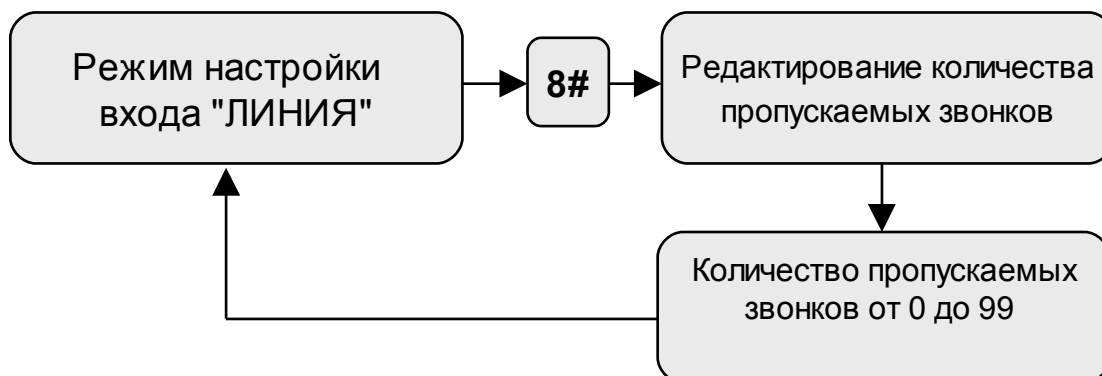 Режим настройки
входа "ЛИНИЯ"
8#
Редактирование количества
пропускаемых звонков
Количество пропускаемых
звонков от 0 до 99